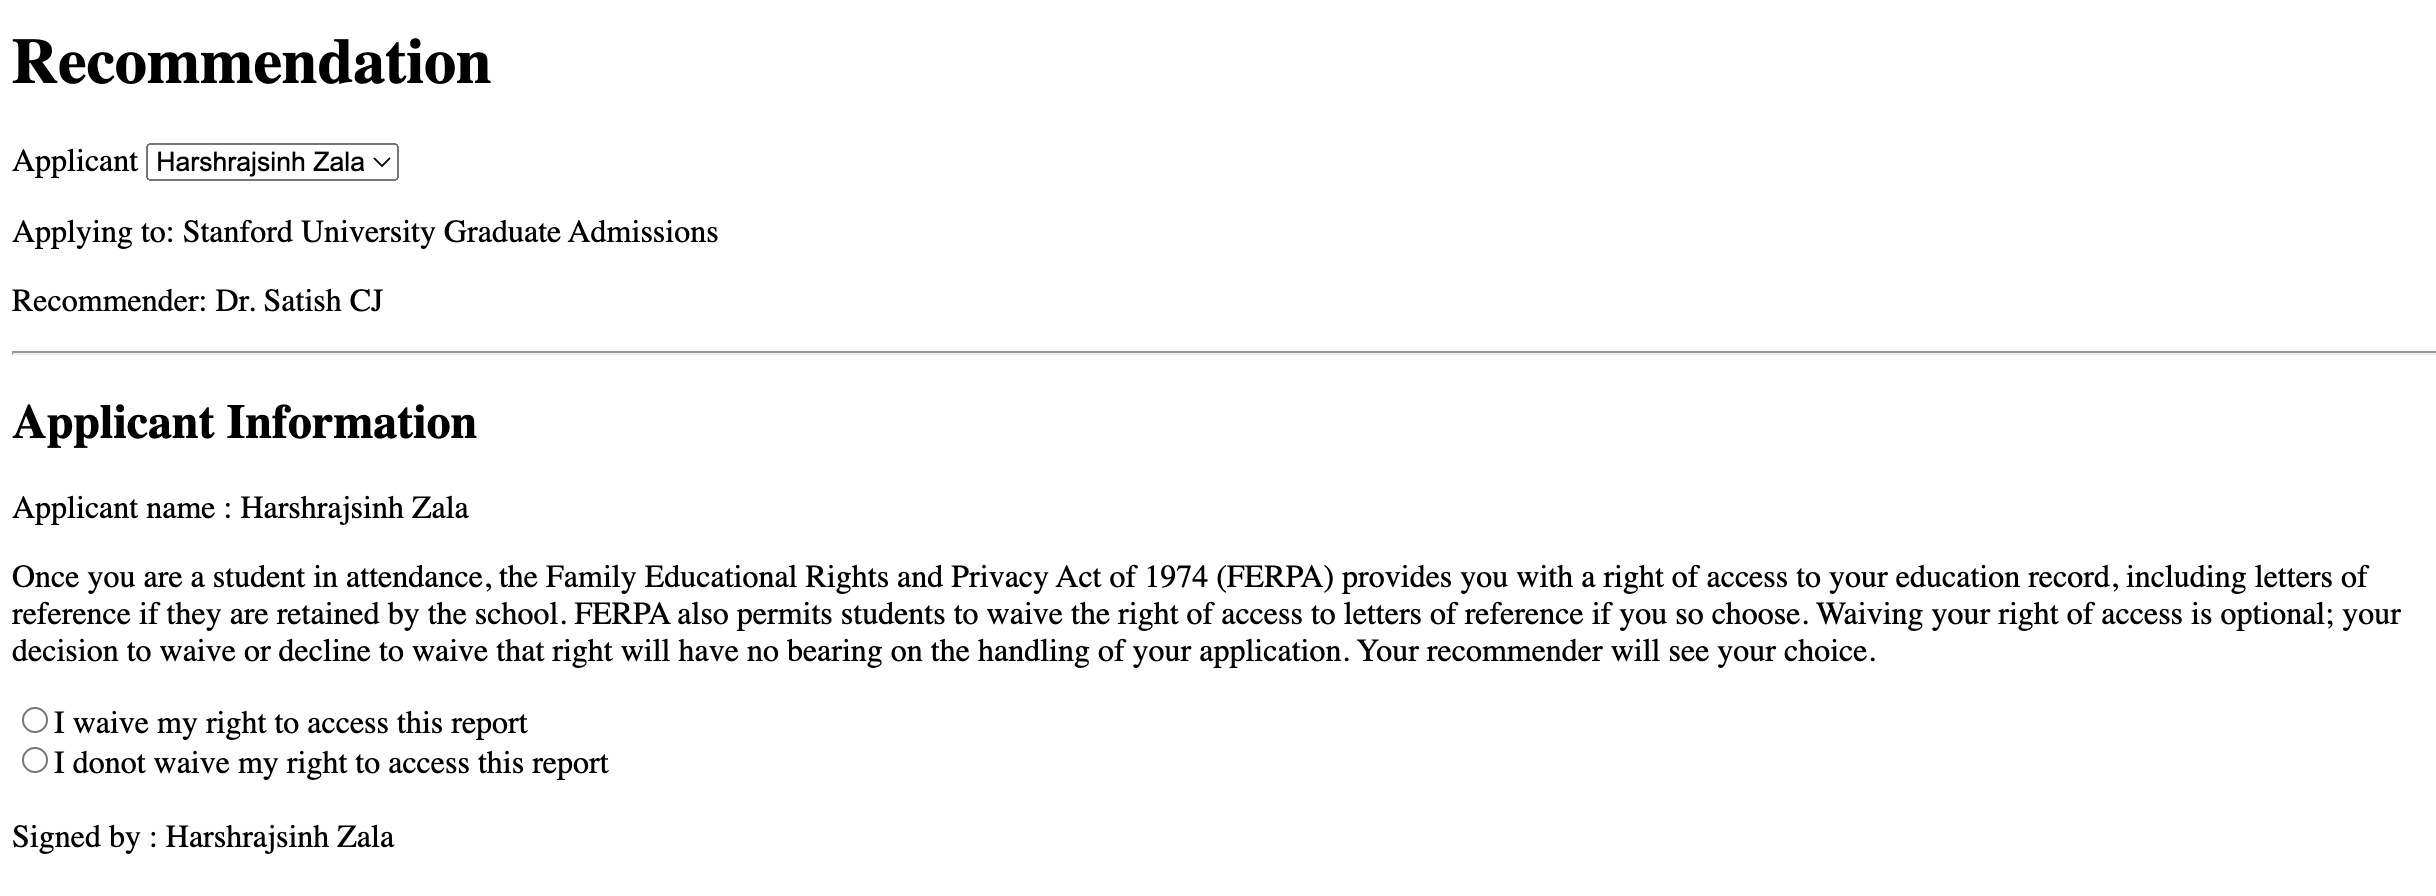 Recommendation
Applicant Harshrajsinh Zala
Applying to: Stanford University Graduate Admissions
Recommender: Dr. Satish CJ
Applicant Information
Applicant name : Harshrajsinh Zala
Once you are a student in attendance, the Family Educational Rights and Privacy Act of 1974 (FERPA) provides you with a right of access to your education record, including letters of
reference if they are retained by the school. FERPA also permits students to waive the right of access to letters of reference if you so choose. Waiving your right of access is optional; your
decision to waive or decline to waive that right will have no bearing on the handling of your application. Your recommender will see your choice.
I waive my right to access this report
I donot waive my right to access this report
Signed by : Harshrajsinh Zala